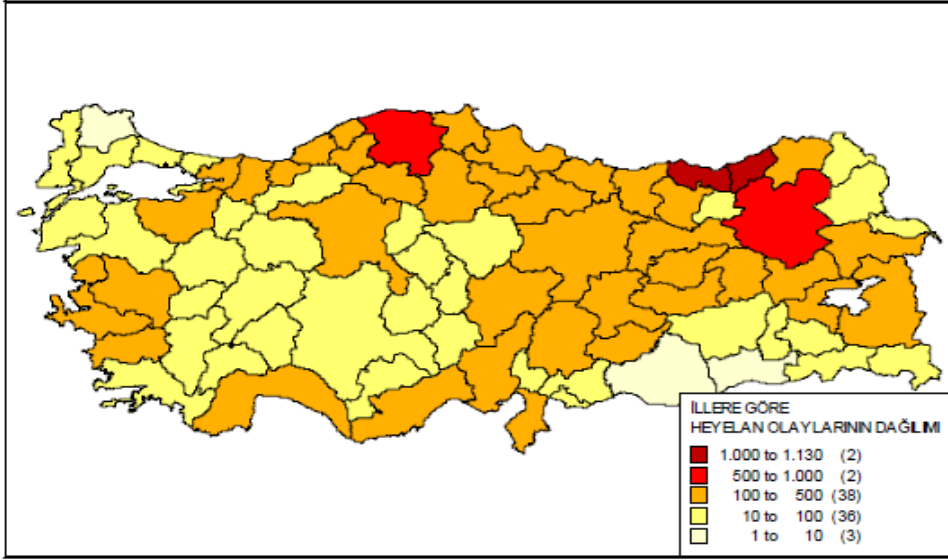 İLLERE GÖRE
HEYELAN OLAYLARININ DAĞILIMI
1.000 to 1.130 (2)
500 to 1.000 (2)
100 to 500 (38)
10 to 100 (36)
1 to 10 (3)